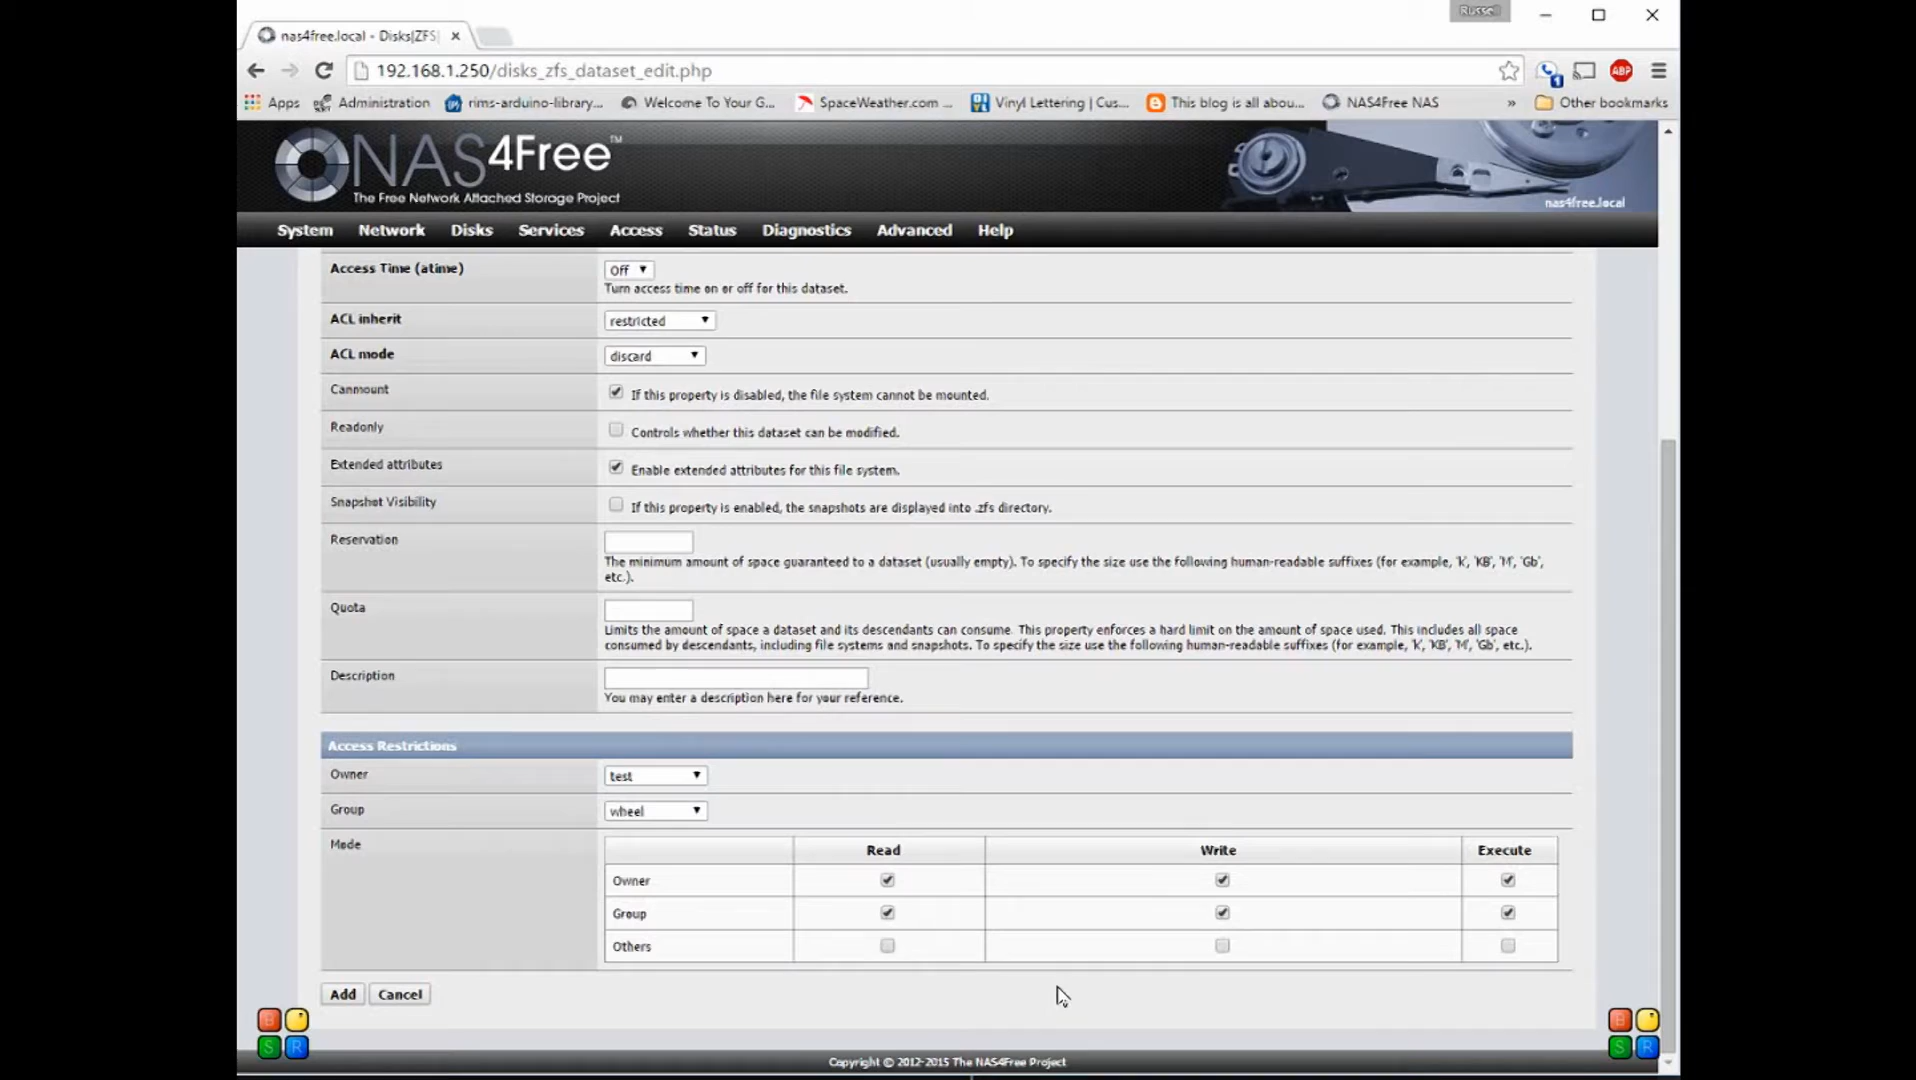 Russell
nas4free.local - Disks|ZFS|
192.168.1.250/disks_zfs_dataset_edit.php
ABP
Apps Administration rims-arduino-library... Welcome To Your G... SpaceWeather.com ... Vinyl Lettering | Cus... This blog is all abou... NAS4Free NAS » Other bookmarks
NAS4Free™
The Free Network Attached Storage Project
nas4free.local
System Network Disks Services Access Status Diagnostics Advanced Help
Access Time (atime) Off
Turn access time on or off for this dataset.
ACL inherit restricted
ACL mode discard
Canmount If this property is disabled, the file system cannot be mounted.
Readonly Controls whether this dataset can be modified.
Extended attributes Enable extended attributes for this file system.
Snapshot Visibility If this property is enabled, the snapshots are displayed into .zfs directory.
Reservation
The minimum amount of space guaranteed to a dataset (usually empty). To specify the size use the following human-readable suffixes (for example, 'k', 'KB', 'M', 'Gb',
etc.).
Quota
Limits the amount of space a dataset and its descendants can consume. This property enforces a hard limit on the amount of space used. This includes all space
consumed by descendants, including file systems and snapshots. To specify the size use the following human-readable suffixes (for example, 'k', 'KB', 'M', 'Gb', etc.).
Description
You may enter a description here for your reference.
Access Restrictions
Owner test
Group wheel
Mode
Read Write Execute
Owner
Group
Others
Add Cancel
B S R
B S R
Copyright © 2012-2015 The NAS4Free Project